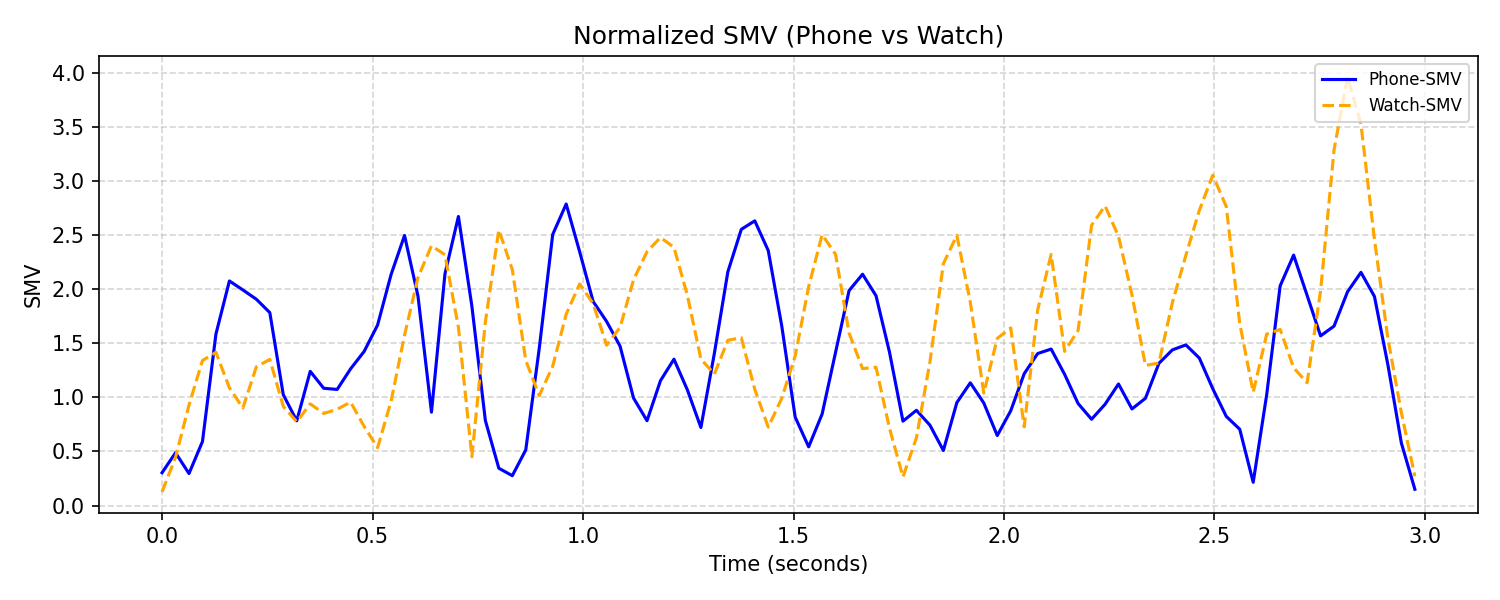 Normalized SMV (Phone vs Watch)
Phone-SMV
Watch-SMV
SMV
4.0
3.5
3.0
2.5
2.0
1.5
1.0
0.5
0.0
0.0 0.5 1.0 1.5 2.0 2.5 3.0
Time (seconds)